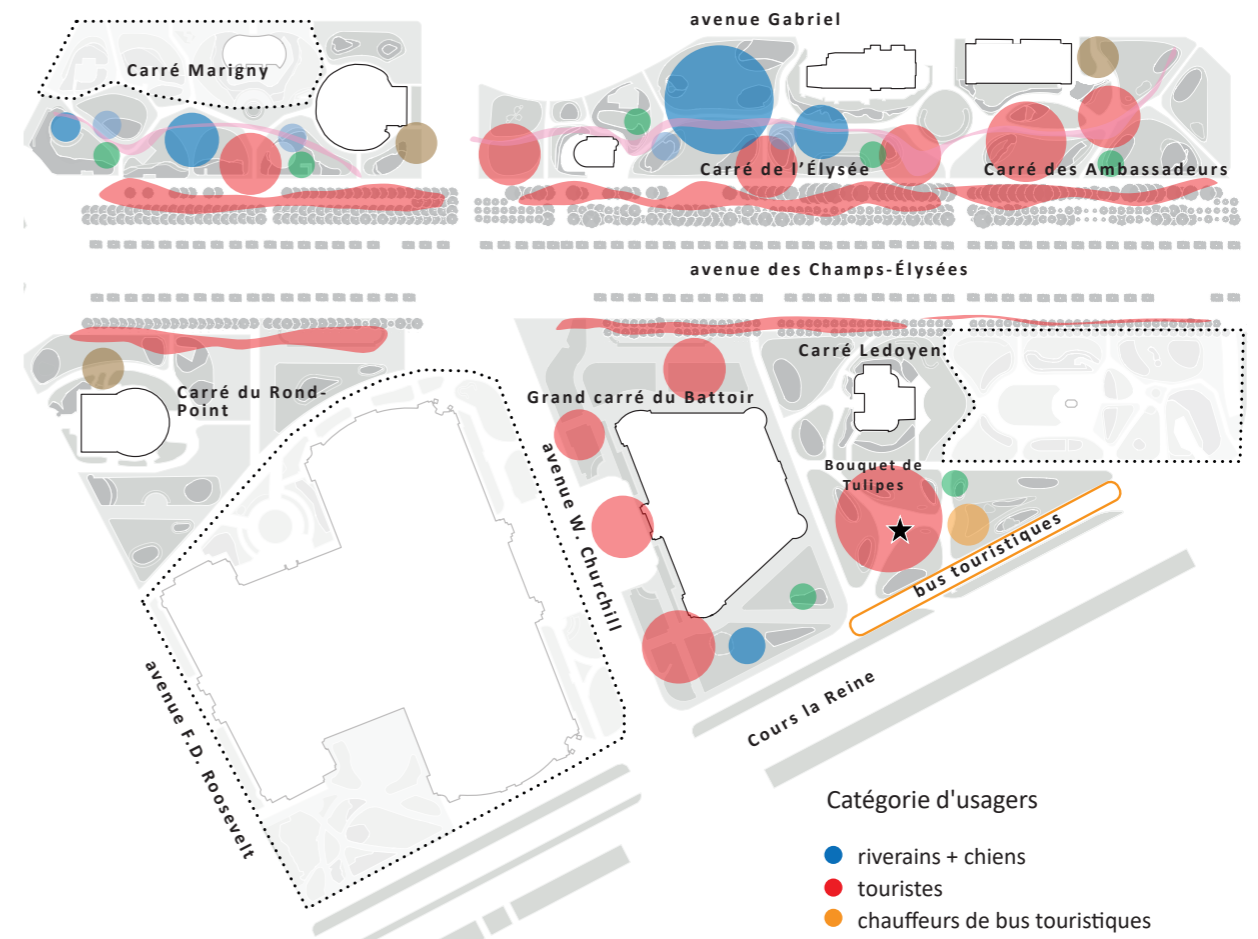 avenue Gabriel
Carré Marigny
Carré de l'Élysée
Carré des Ambassadeurs
avenue des Champs-Élysées
Carré du Rond-
Point
Grand carré du Battoir
Carré Ledoyen
Bouquet de
Tulipes
avenue W. Churchill
bus touristiques
avenue F.D. Roosevelt
Cours la Reine
Catégorie d'usagers
riverains + chiens
touristes
chauffeurs de bus touristiques